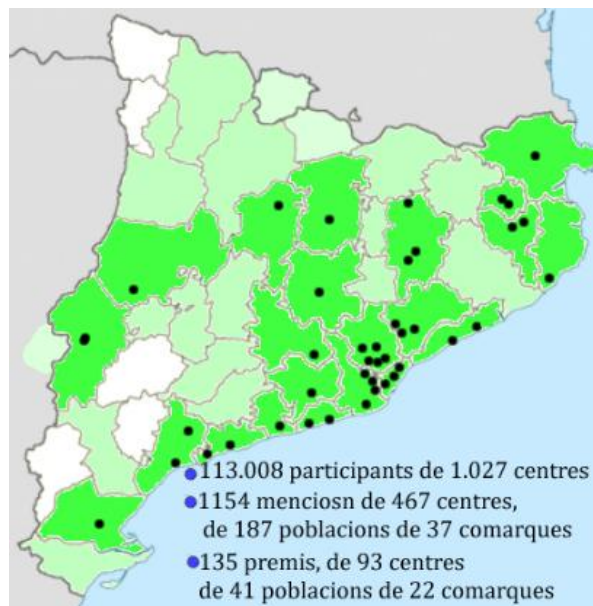 113.008 participants de 1.027 centres
1154 menciosn de 467 centres,
de 187 poblacions de 37 comarques
135 premis, de 93 centres
de 41 poblacions de 22 comarques